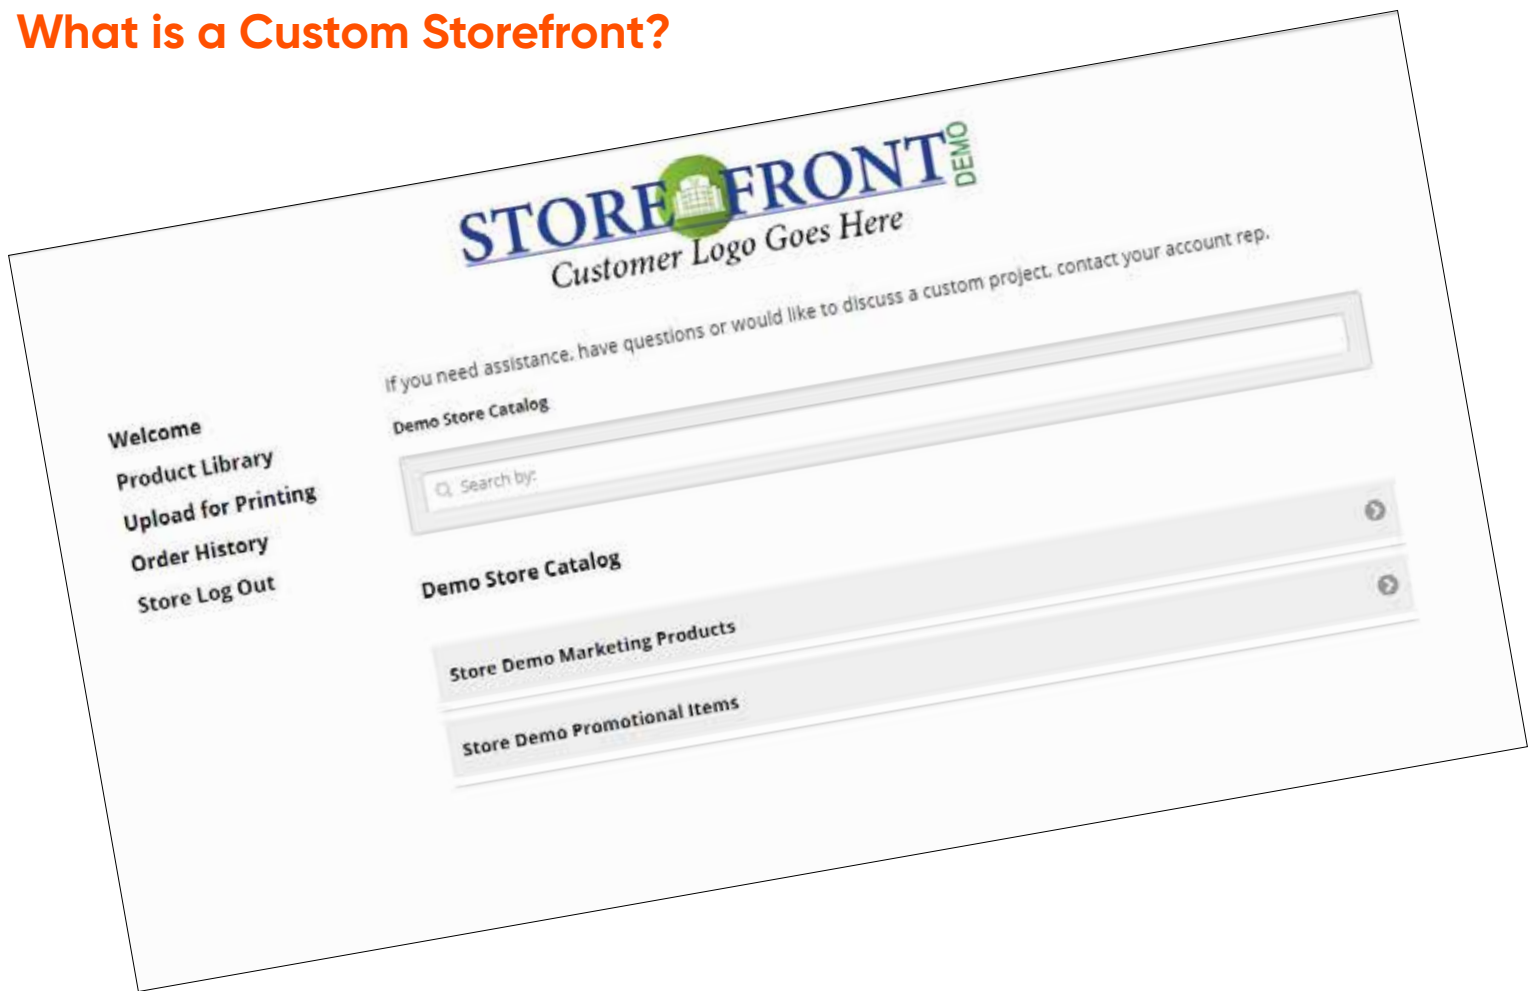 What is a Custom Storefront?
STOREFRONT DEMO
Customer Logo Goes Here
If you need assistance, have questions or would like to discuss a custom project, contact your account rep.
Welcome
Product Library
Upload for Printing
Order History
Store Log Out
Demo Store Catalog
Search by:
Demo Store Catalog
Store Demo Marketing Products
Store Demo Promotional Items